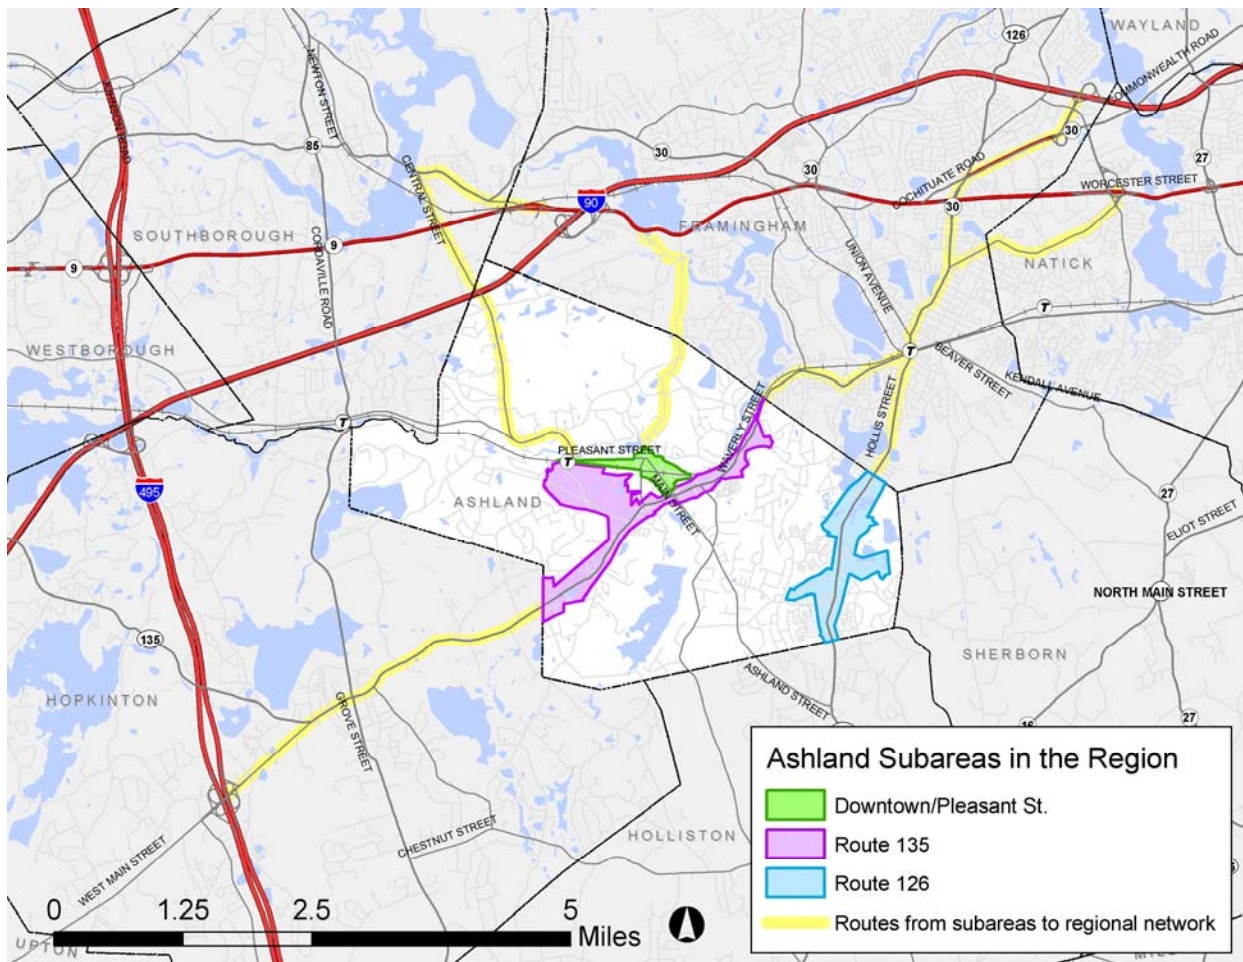 WAYLAND
126
COMMONWEALTH ROAD
JOHNSON ROAD
NEWTON STREET
85
CENTRAL STREET
30
30
30
27
COCHITUATE ROAD
WORCESTER STREET
90
30
SOUTHBOROUGH
9
9
CORDAVILLE ROAD
FRAMINGHAM
UNION AVENUE
NATICK
T
WESTBOROUGH
T
BEAVER STREET
KENDALL AVENUE
HOLLIS STREET
WAVERLY STREET
T
PLEASANT STREET
T
495
ASHLAND
MAIN STREET
27
ELIOT STREET
NORTH MAIN STREET
135
SHERBORN
HOPKINTON
GROVE STREET
ASHLAND STREET
16
27
CHESTNUT STREET
HOLLISTON
WEST MAIN STREET
UPTON
Ashland Subareas in the Region
Downtown/Pleasant St.
Route 135
Route 126
Routes from subareas to regional network
0 1.25 2.5 5
Miles